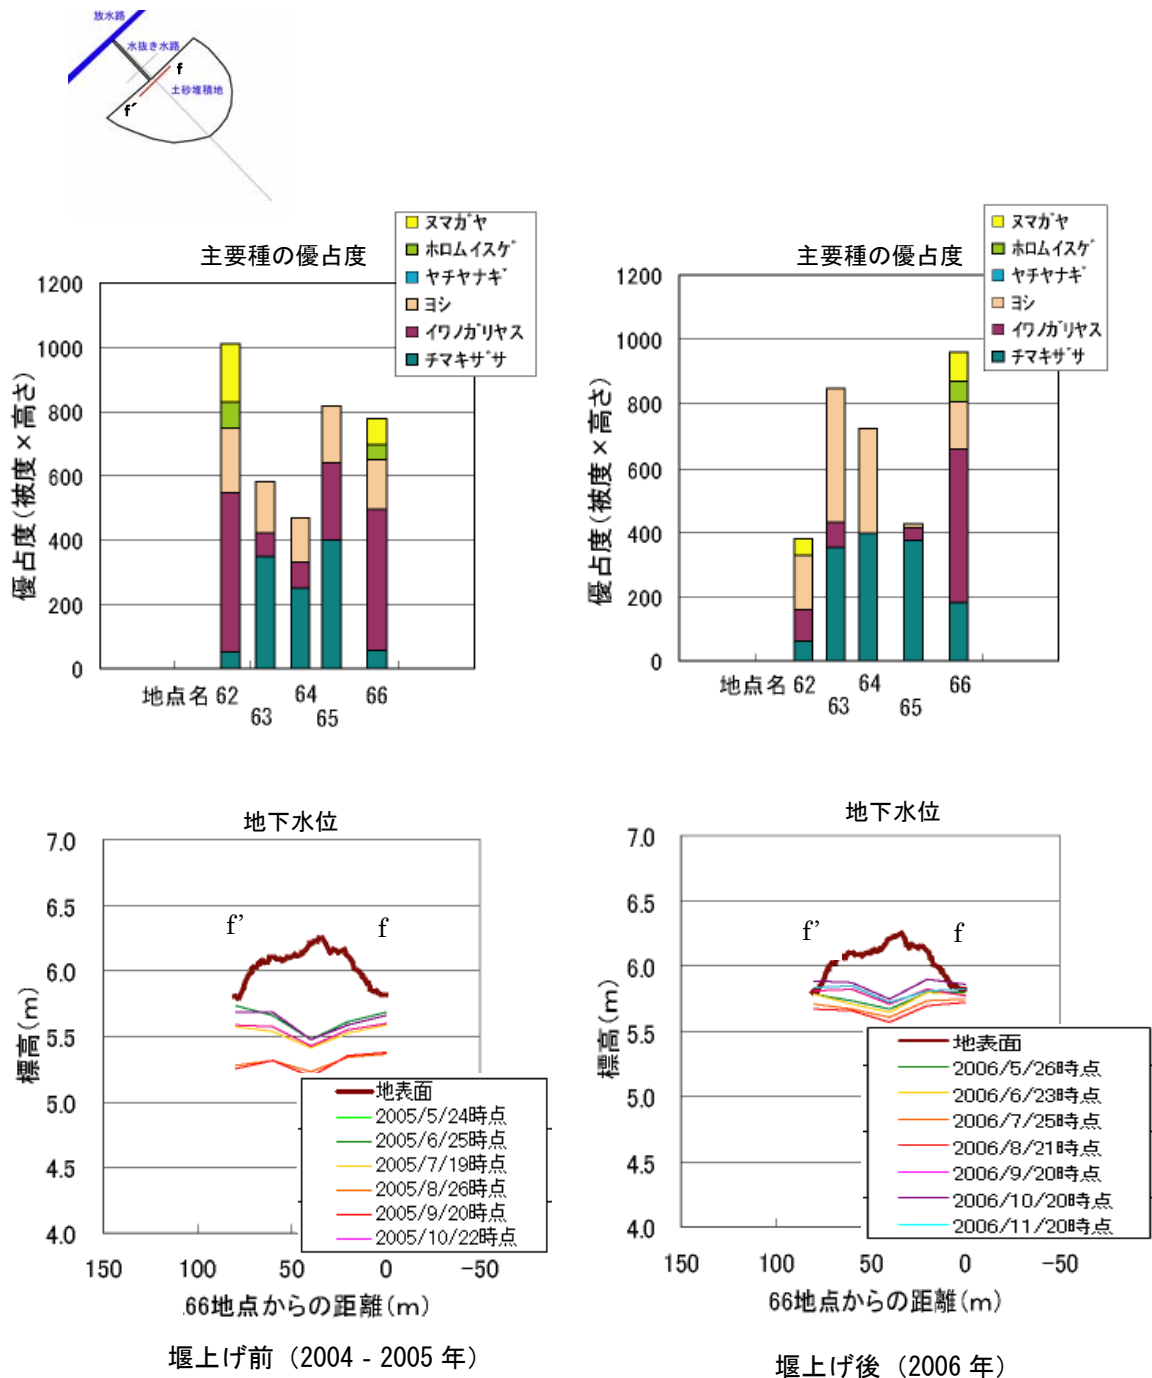 放水路
水抜き水路
f
土砂堆積地
f´
主要種の優占度
ヌマガヤ
ホロムイスゲ
ヤチヤナギ
ヨシ
イワノガリヤス
チマキザサ
優占度(被度×高さ)
1200
1000
800
600
400
200
0
地点名 62
63
64
65
66
主要種の優占度
ヌマガヤ
ホロムイスゲ
ヤチヤナギ
ヨシ
イワノガリヤス
チマキザサ
優占度(被度×高さ)
1200
1000
800
600
400
200
0
地点名 62
63
64
65
66
地下水位
標高(m)
7.0
6.5
6.0
5.5
5.0
4.5
4.0
f’
f
地表面
2005/5/24時点
2005/6/25時点
2005/7/19時点
2005/8/26時点
2005/9/20時点
2005/10/22時点
150 100 50 0 -50
66地点からの距離(m)
堰上げ前（2004 - 2005 年）
地下水位
標高(m)
7.0
6.5
6.0
5.5
5.0
4.5
4.0
f’
f
地表面
2006/5/26時点
2006/6/23時点
2006/7/25時点
2006/8/21時点
2006/9/20時点
2006/10/20時点
2006/11/20時点
150 100 50 0 -50
66地点からの距離(m)
堰上げ後（2006 年）